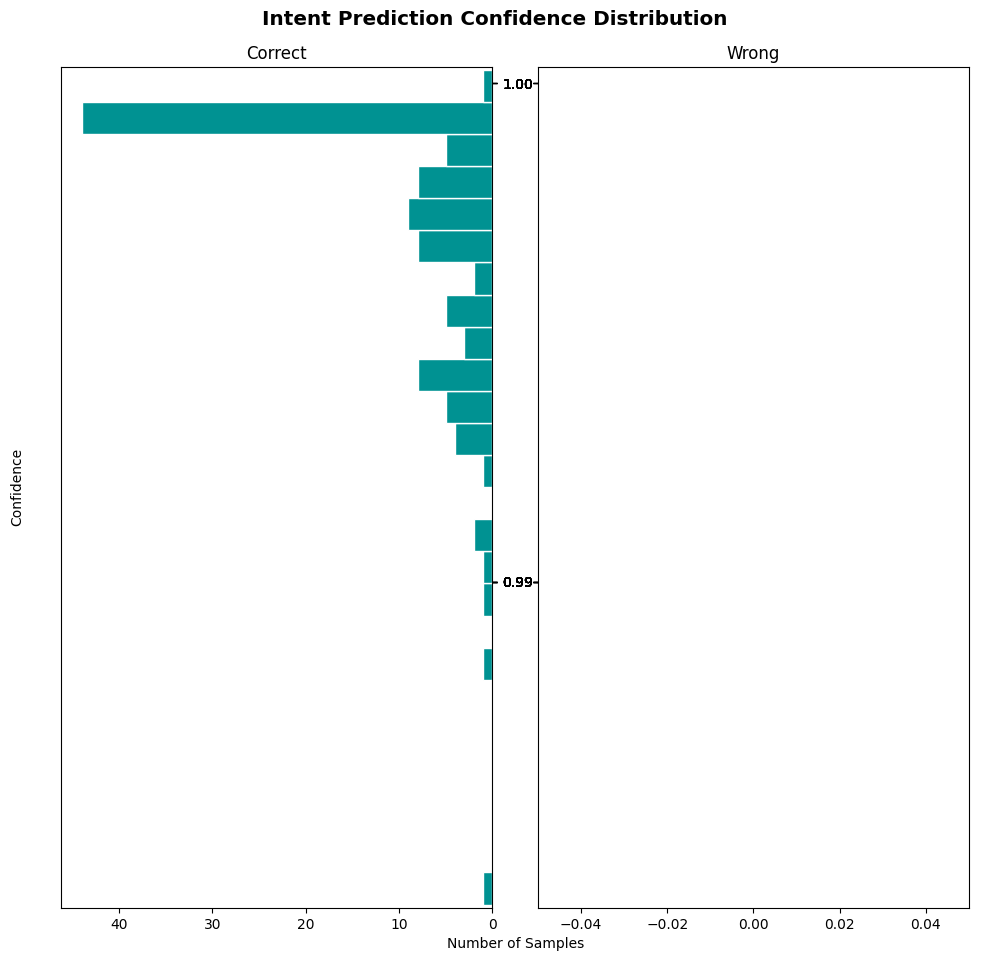 Intent Prediction Confidence Distribution
Correct
Wrong
1.00
Confidence
0.99
40 30 20 10 0
−0.04 −0.02 0.00 0.02 0.04
Number of Samples